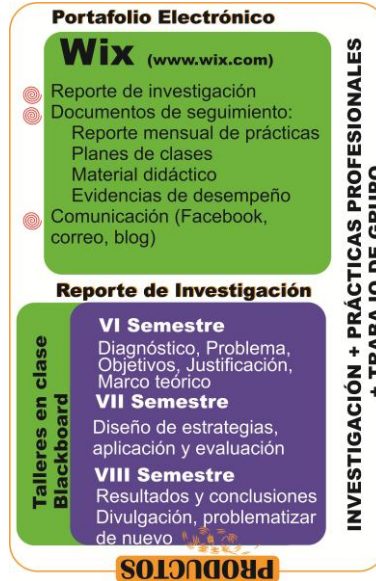 Portafolio Electrónico
Wix (www.wix.com)
Reporte de investigación
Documentos de seguimiento:
Reporte mensual de prácticas
Planes de clases
Material didáctico
Evidencias de desempeño
Comunicación (Facebook,
correo, blog)
Reporte de Investigación
Talleres en clase
Blackboard
VI Semestre
Diagnóstico, Problema,
Objetivos, Justificación,
Marco teórico
VII Semestre
Diseño de estrategias,
aplicación y evaluación
VIII Semestre
Resultados y conclusiones
Divulgación, problematizar
de nuevo
INVESTIGACIÓN + PRÁCTICAS PROFESIONALES
+ TRABAJO DE GRUPO
PRODUCTOS